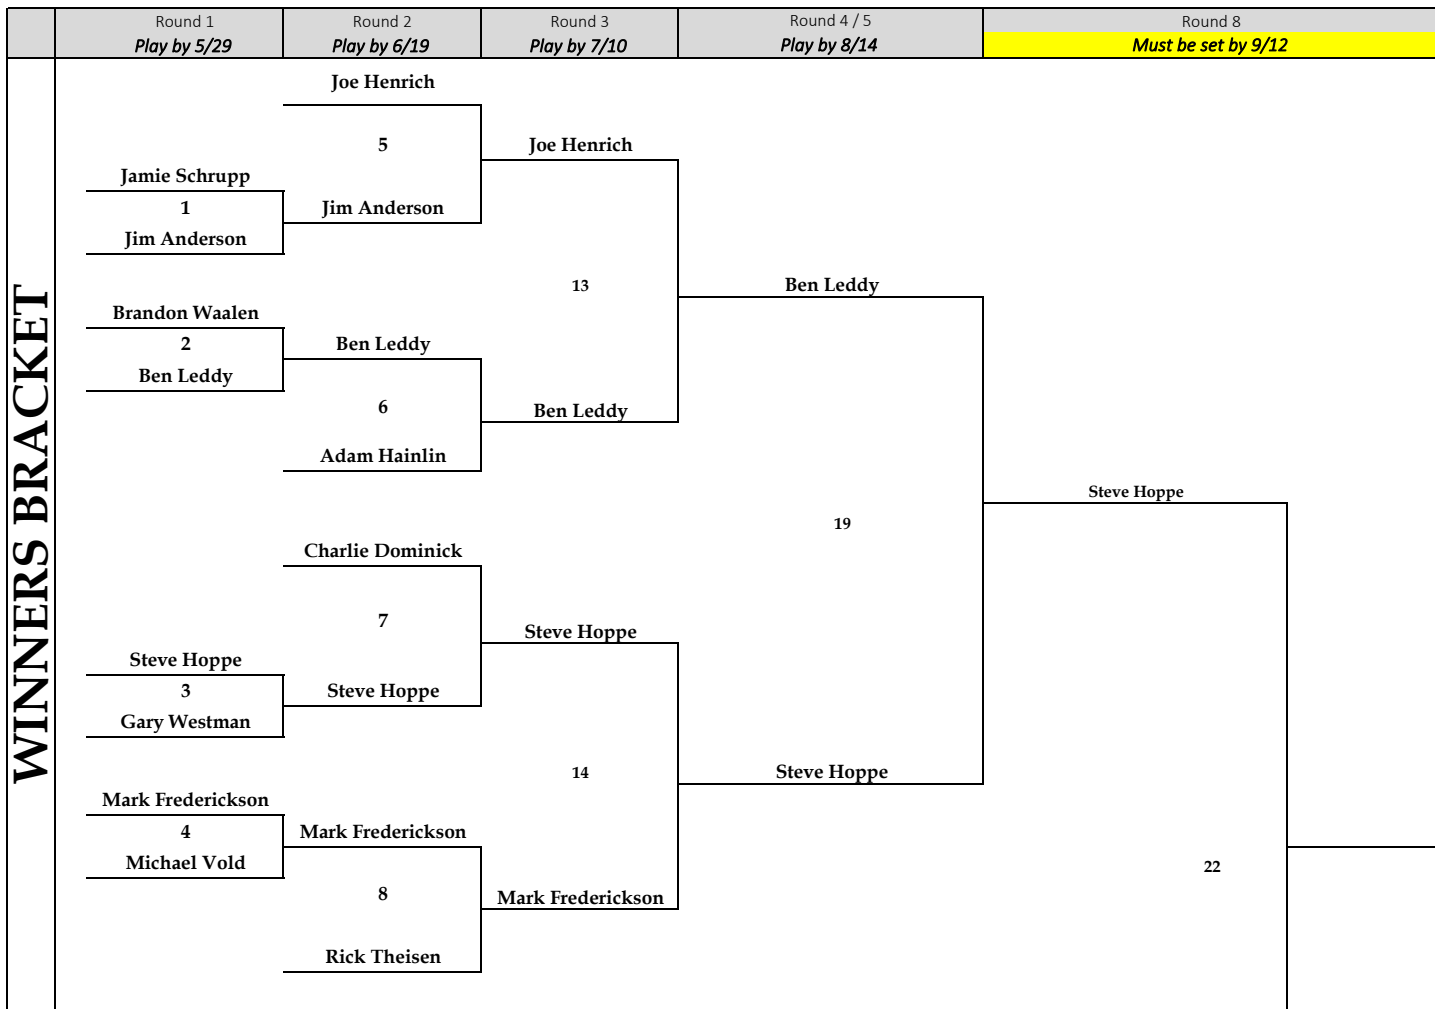 Round 1
Play by 5/29
Round 2
Play by 6/19
Round 3
Play by 7/10
Round 4 / 5
Play by 8/14
Round 8
Must be set by 9/12
WINNERS BRACKET
Joe Henrich
5
Joe Henrich
Jamie Schrupp
1
Jim Anderson
Jim Anderson
13
Ben Leddy
Brandon Waalen
2
Ben Leddy
Ben Leddy
6
Ben Leddy
Adam Hainlin
Steve Hoppe
19
Charlie Dominick
7
Steve Hoppe
Steve Hoppe
3
Steve Hoppe
Gary Westman
14
Steve Hoppe
Mark Frederickson
4
Mark Frederickson
Michael Vold
22
8
Mark Frederickson
Rick Theisen